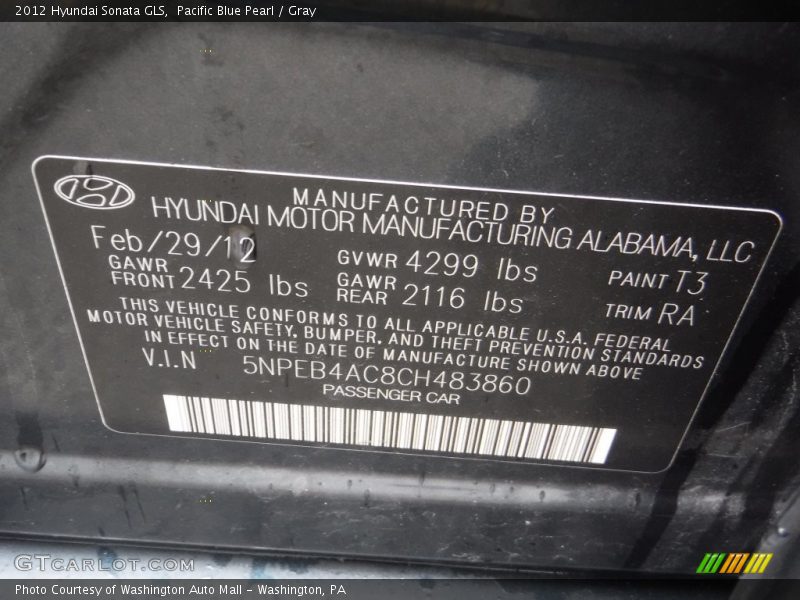 2012 Hyundai Sonata GLS,  Pacific Blue Pearl / Gray
MANUFACTURED BY
HYUNDAI MOTOR MANUFACTURING ALABAMA, LLC
Feb/29/12
GVWR 4299 lbs
PAINT T3
GAWR FRONT 2425 lbs
GAWR REAR 2116 lbs
TRIM RA
THIS VEHICLE CONFORMS TO ALL APPLICABLE U.S.A. FEDERAL
MOTOR VEHICLE SAFETY, BUMPER, AND THEFT PREVENTION STANDARDS
IN EFFECT ON THE DATE OF MANUFACTURE SHOWN ABOVE
V.I.N 5NPEB4AC8CH483860
PASSENGER CAR
GTCARLOT.COM
Photo Courtesy of Washington Auto Mall - Washington, PA